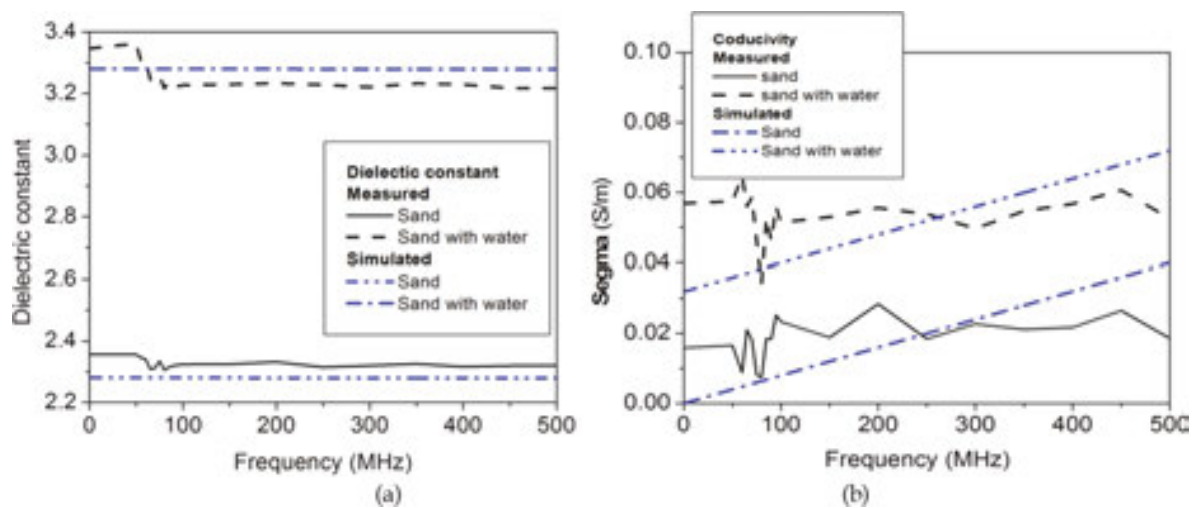 3.4
3.2
3.0
2.8
2.6
2.4
2.2
Dielectric constant
Dielectic constant
Measured
Sand
Sand with water
Simulated
Sand
Sand with water
0 100 200 300 400 500
Frequency (MHz)
(a)
0.10
0.08
0.06
0.04
0.02
0.00
Segma (S/m)
Coducivity
Measured
sand
sand with water
Simulated
Sand
Sand with water
0 100 200 300 400 500
Frequency (MHz)
(b)